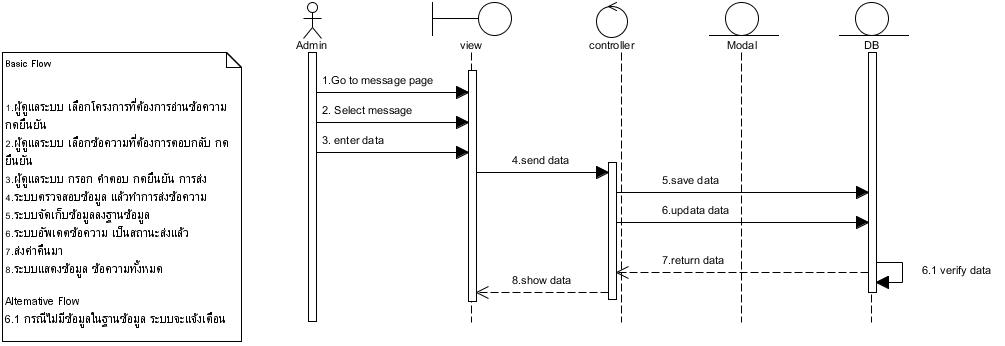 Admin
view
controller
Modal
DB
Basic Flow
1.ผู้ดูแลระบบ เลือกโครงการที่ต้องการอ่านข้อความ
กดยืนยัน
2.ผู้ดูแลระบบ เลือกข้อความที่ต้องการตอบกลับ กด
ยืนยัน
3.ผู้ดูแลระบบ กรอก คำตอบ กดยืนยัน การส่ง
4.ระบบตรวจสอบข้อมูล แล้วทำการส่งข้อความ
5.ระบบจัดเก็บข้อมูลลงฐานข้อมูล
6.ระบบอัพเดตข้อความ เป็นสถานะส่งแล้ว
7.ส่งค่าคืนมา
8.ระบบแสดงข้อมูล ข้อความทั้งหมด
Alternative Flow
6.1 กรณีไม่มีข้อมูลในฐานข้อมูล ระบบจะแจ้งเตือน
1.Go to message page
2. Select message
3. enter data
4.send data
5.save data
6.updata data
7.return data
6.1 verify data
8.show data